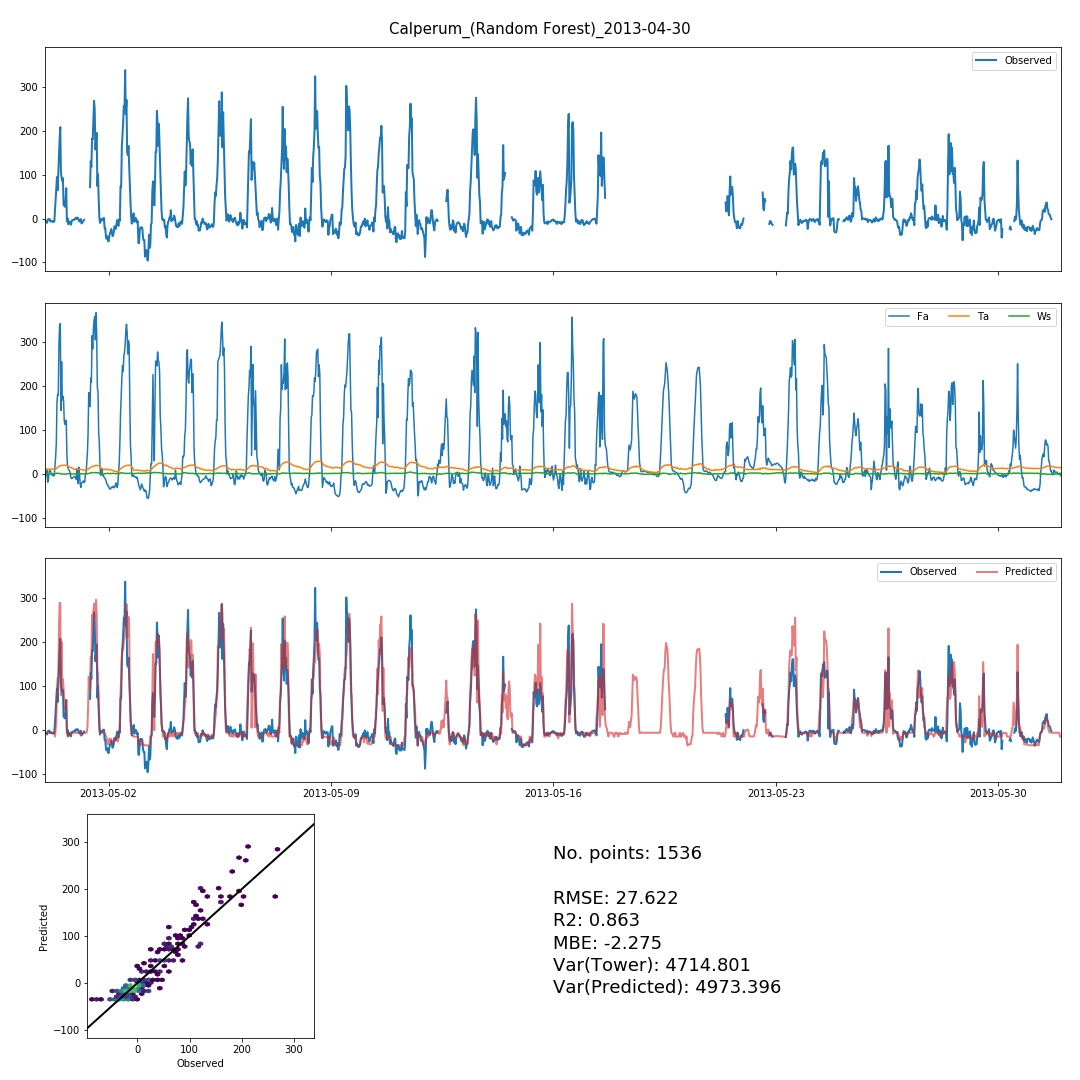 Calperum_(Random Forest)_2013-04-30
Observed
300
200
100
0
−100
Fa Ta Ws
300
200
100
0
−100
Observed Predicted
300
200
100
0
−100
2013-05-02 2013-05-09 2013-05-16 2013-05-23 2013-05-30
300
200
100
0
−100
Predicted
0 100 200 300
Observed
No. points: 1536
RMSE: 27.622
R2: 0.863
MBE: -2.275
Var(Tower): 4714.801
Var(Predicted): 4973.396